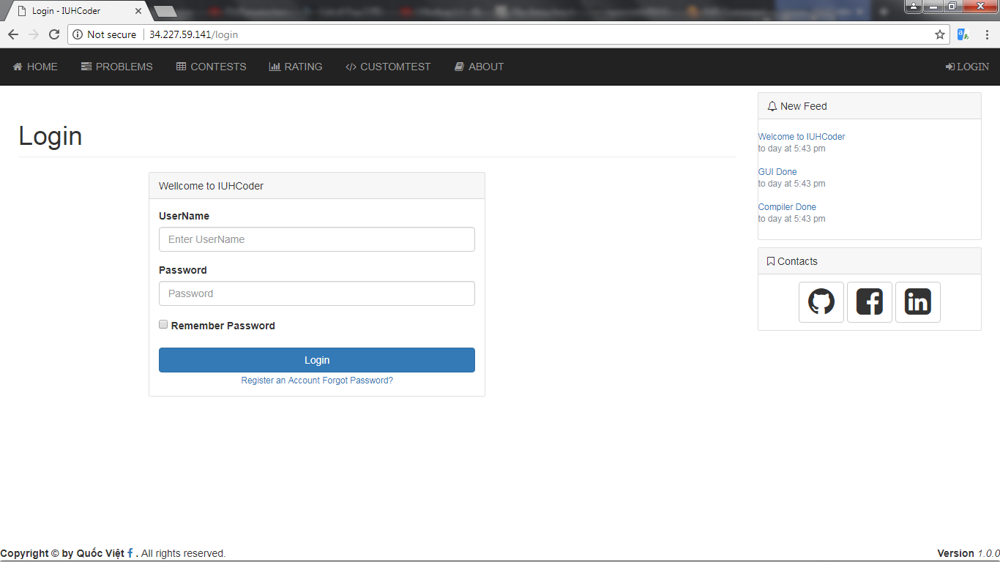 Login - IUHCoder
Not secure 34.227.59.141/login
HOME PROBLEMS CONTESTS RATING CUSTOMTEST ABOUT LOGIN
Login
Wellcome to IUHCoder
UserName
Enter UserName
Password
Password
Remember Password
Login
Register an Account Forgot Password?
New Feed
Welcome to IUHCoder
to day at 5:43 pm
GUI Done
to day at 5:43 pm
Compiler Done
to day at 5:43 pm
Contacts
Copyright © by Quốc Việt f . All rights reserved.
Version 1.0.0